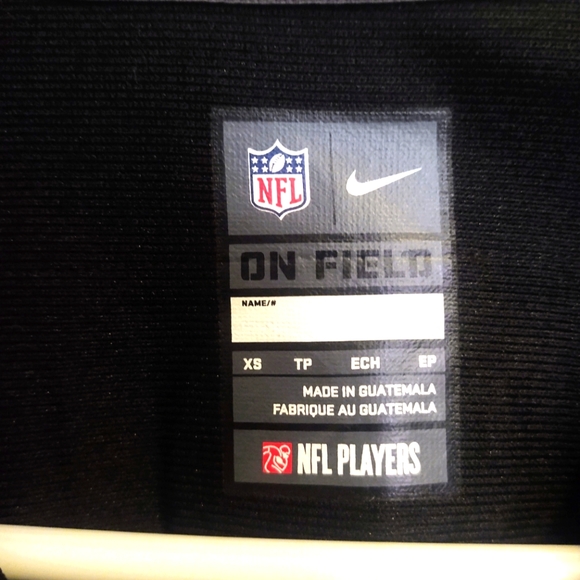 NFL
ON FIELD
NAME/#
XS TP ECH EP
MADE IN GUATEMALA
FABRIQUE AU GUATEMALA
NFL PLAYERS